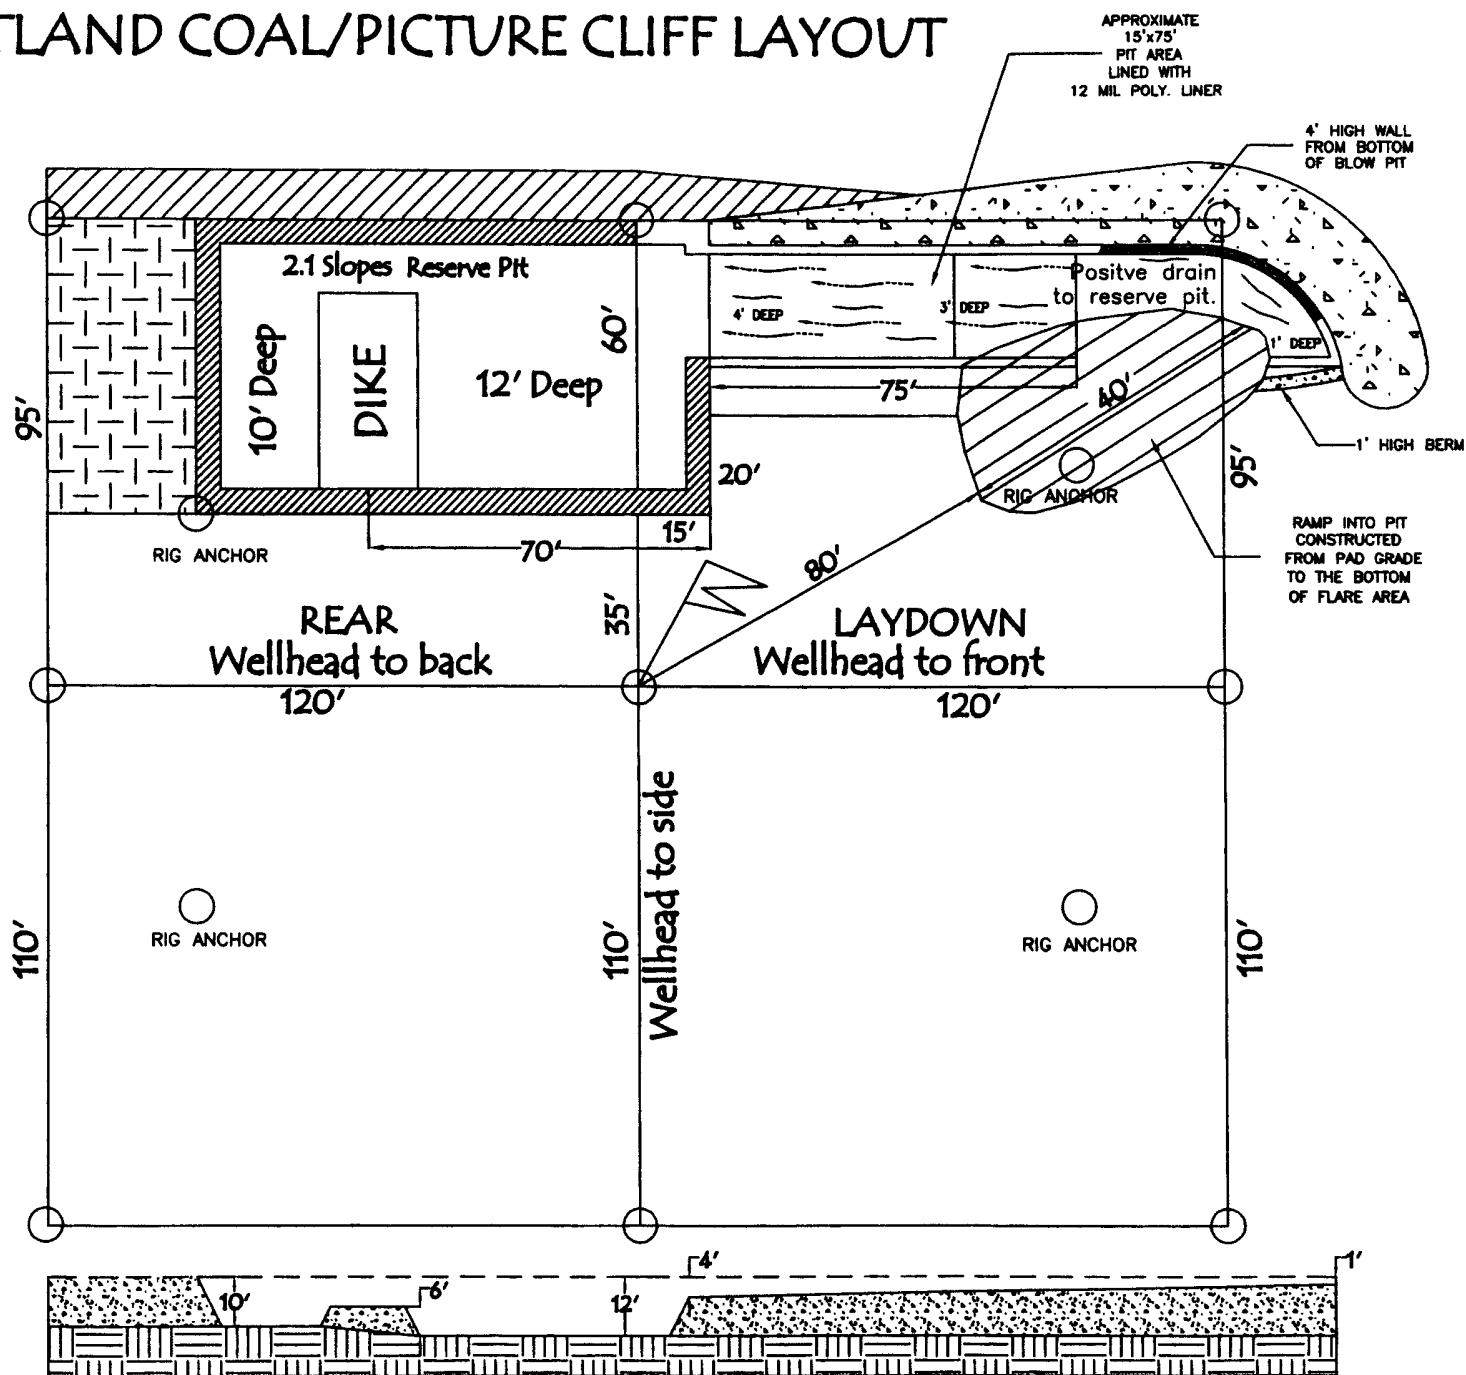 TLAND COAL/PICTURE CLIFF LAYOUT
APPROXIMATE
15'x75'
PIT AREA
LINED WITH
12 MIL POLY. LINER
4' HIGH WALL
FROM BOTTOM
OF BLOW PIT
2.1 Slopes Reserve Pit
Positve drain
to reserve pit.
4' DEEP
3' DEEP
1' DEEP
60'
10' Deep
DIKE
12' Deep
75'
40'
95'
95'
1' HIGH BERM
20'
RIG ANCHOR
15'
70'
RIG ANCHOR
RAMP INTO PIT
CONSTRUCTED
FROM PAD GRADE
TO THE BOTTOM
OF FLARE AREA
80'
35'
REAR
Wellhead to back
120'
LAYDOWN
Wellhead to front
120'
Wellhead to side
110'
110'
110'
RIG ANCHOR
RIG ANCHOR
4'
1'
10'
6'
12'